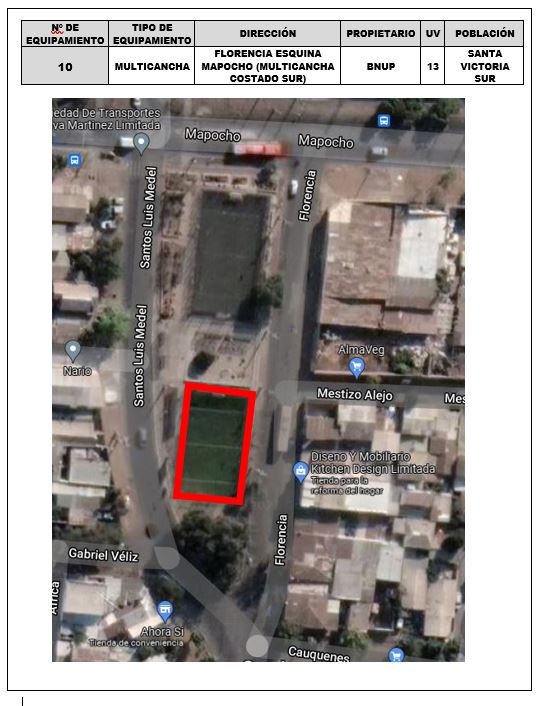 Nº DE EQUIPAMIENTO
TIPO DE EQUIPAMIENTO
DIRECCIÓN
PROPIETARIO
UV
POBLACIÓN
10
MULTICANCHA
FLORENCIA ESQUINA
MAPOCHO (MULTICANCHA
COSTADO SUR)
BNUP
13
SANTA
VICTORIA
SUR
edad De Transportes
va Martinez Limitada
Mapocho
Mapocho
Santos Luis Medel
Florencia
Santos Luis Medel
Nario
AlmaVeg
Mestizo Alejo
Mes
Diseno Y Mobiliario
Kitchen Design Limitada
Tienda para la
reforma del hogar
Florencia
Gabriel Véliz
Africa
Ahora Si
Tienda de conveniencia
Cauquenes